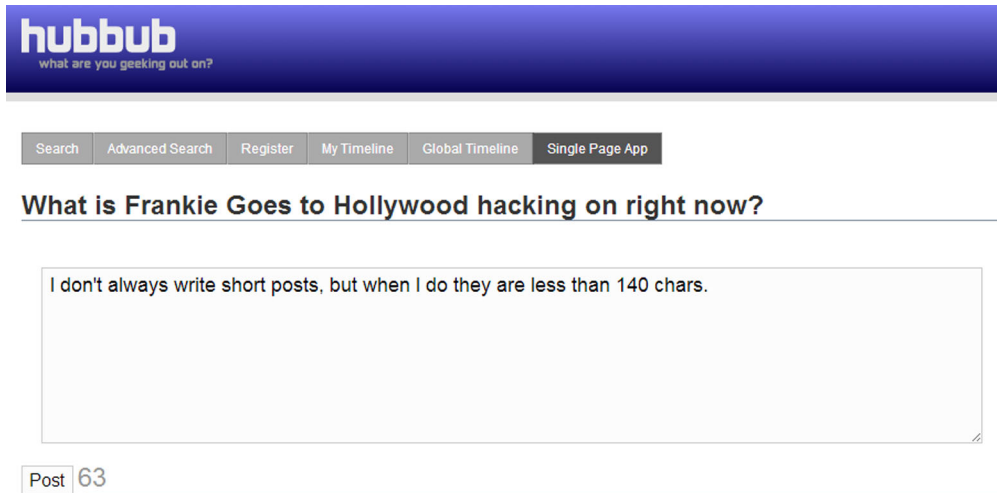 hubbub
what are you geeking out on?
Search Advanced Search Register My Timeline Global Timeline Single Page App
What is Frankie Goes to Hollywood hacking on right now?
I don't always write short posts, but when I do they are less than 140 chars.
Post 63